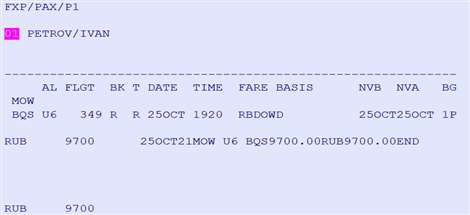 FXP/PAX/P1
01 PETROV/IVAN
------------------------------------------------------------
AL FLGT BK T DATE TIME FARE BASIS NVB NVA BG
MOW
BQS U6 349 R R 25OCT 1920 RBDOWD 25OCT25OCT 1P
RUB 9700 25OCT21MOW U6 BQS9700.00RUB9700.00END
RUB 9700